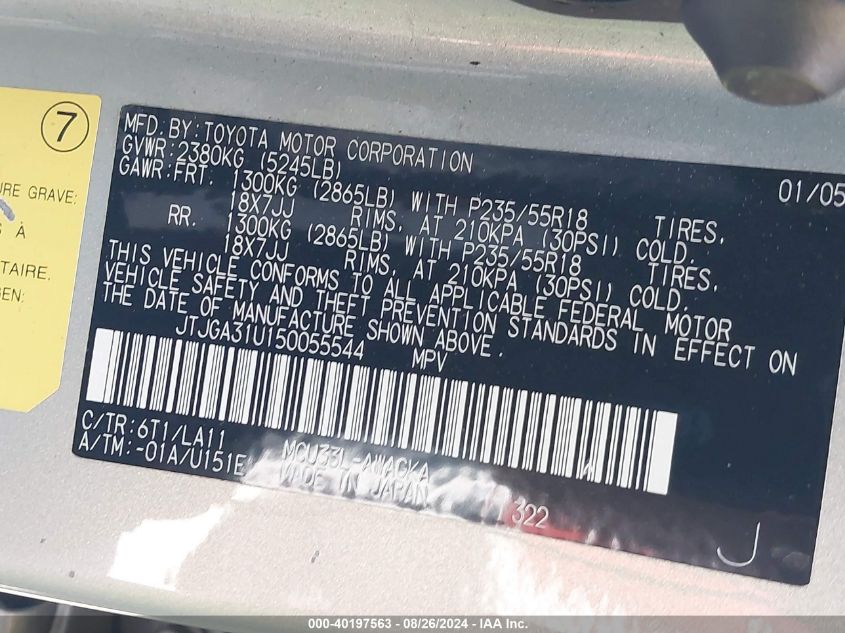 7
URE GRAVE:
S À
TAIRE.
GEN:
MFD. BY: TOYOTA MOTOR CORPORATION 01/05
GVWR: 2380KG (5245LB)
GAWR: FRT. 1300KG (2865LB) WITH P235/55R18 TIRES,
18X7JJ RIMS, AT 210KPA (30PSI) COLD.
RR. 1300KG (2865LB) WITH P235/55R18 TIRES,
18X7JJ RIMS, AT 210KPA (30PSI) COLD.
THIS VEHICLE CONFORMS TO ALL APPLICABLE FEDERAL MOTOR
VEHICLE SAFETY AND THEFT PREVENTION STANDARDS IN EFFECT ON
THE DATE OF MANUFACTURE SHOWN ABOVE.
JTJGA31U150055544 MPV
C/TR: 6T1/LA11 MCU33L-AWAGKA
A/TM: -01A/U151E MADE IN JAPAN
322
J
000-40197563 - 08/26/2024 - IAA Inc.